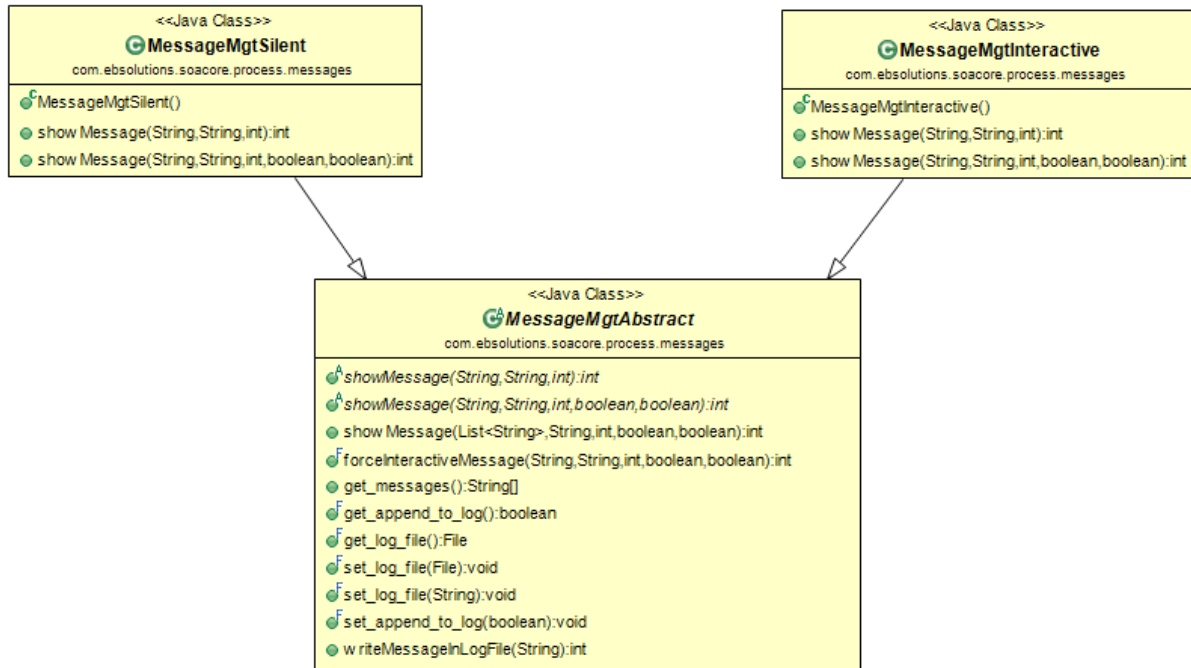 <<Java Class>>
MessageMgtSilent
com.ebsolutions.soacore.process.messages
MessageMgtSilent()
showMessage(String,String,int):int
showMessage(String,String,int,boolean,boolean):int
<<Java Class>>
MessageMgtInteractive
com.ebsolutions.soacore.process.messages
MessageMgtInteractive()
showMessage(String,String,int):int
showMessage(String,String,int,boolean,boolean):int
<<Java Class>>
MessageMgtAbstract
com.ebsolutions.soacore.process.messages
showMessage(String,String,int):int
showMessage(String,String,int,boolean,boolean):int
showMessage(List<String>,String,int,boolean,boolean):int
forceInteractiveMessage(String,String,int,boolean,boolean):int
get_messages():String[]
get_append_to_log():boolean
get_log_file():File
set_log_file(File):void
set_log_file(String):void
set_append_to_log(boolean):void
writeMessageInLogFile(String):int